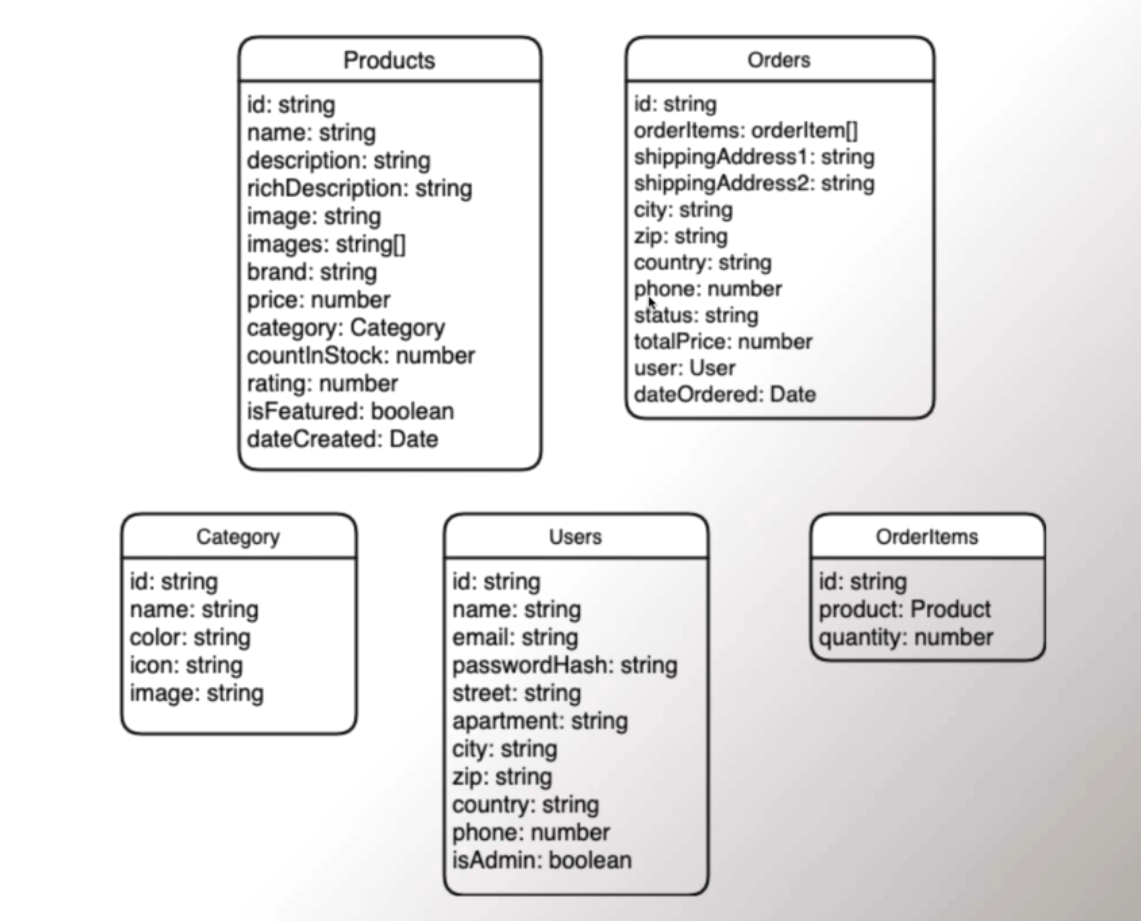 Products
id: string
name: string
description: string
richDescription: string
image: string
images: string[]
brand: string
price: number
category: Category
countInStock: number
rating: number
isFeatured: boolean
dateCreated: Date
Orders
id: string
orderItems: orderItem[]
shippingAddress1: string
shippingAddress2: string
city: string
zip: string
country: string
phone: number
status: string
totalPrice: number
user: User
dateOrdered: Date
Category
id: string
name: string
color: string
icon: string
image: string
Users
id: string
name: string
email: string
passwordHash: string
street: string
apartment: string
city: string
zip: string
country: string
phone: number
isAdmin: boolean
OrderItems
id: string
product: Product
quantity: number